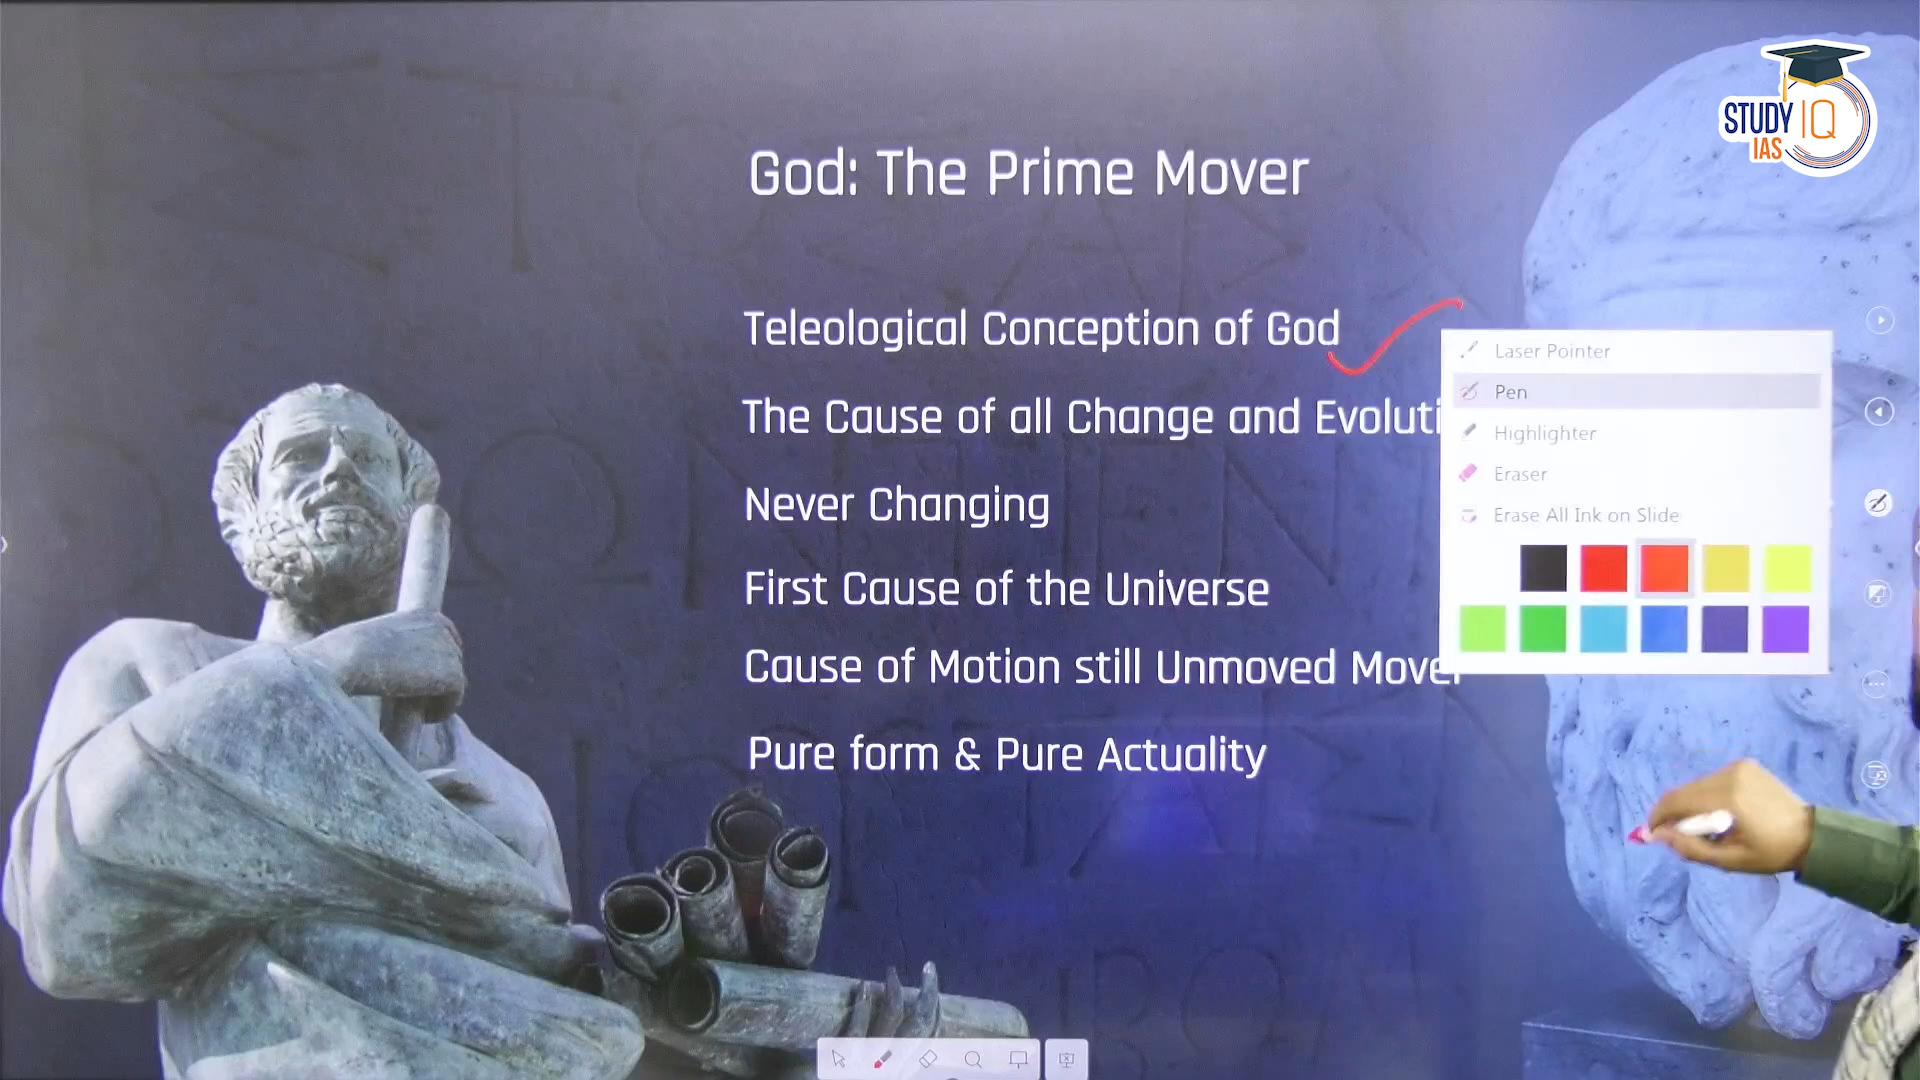 STUDY IQ
IAS
God: The Prime Mover
Teleological Conception of God
The Cause of all Change and Evoluti
Never Changing
First Cause of the Universe
Cause of Motion still Unmoved Mover
Pure form & Pure Actuality
Laser Pointer
Pen
Highlighter
Eraser
Erase All Ink on Slide